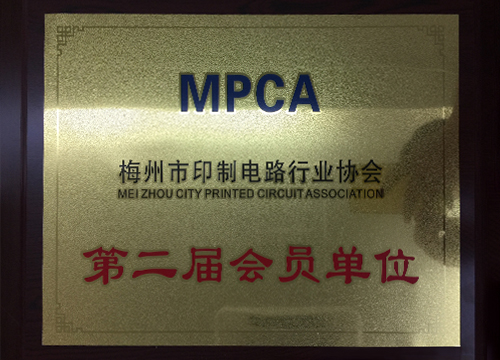 MPCA
梅州市印制电路行业协会
MEI ZHOU CITY PRINTED CIRCUIT ASSOCIATION
第二届会员单位